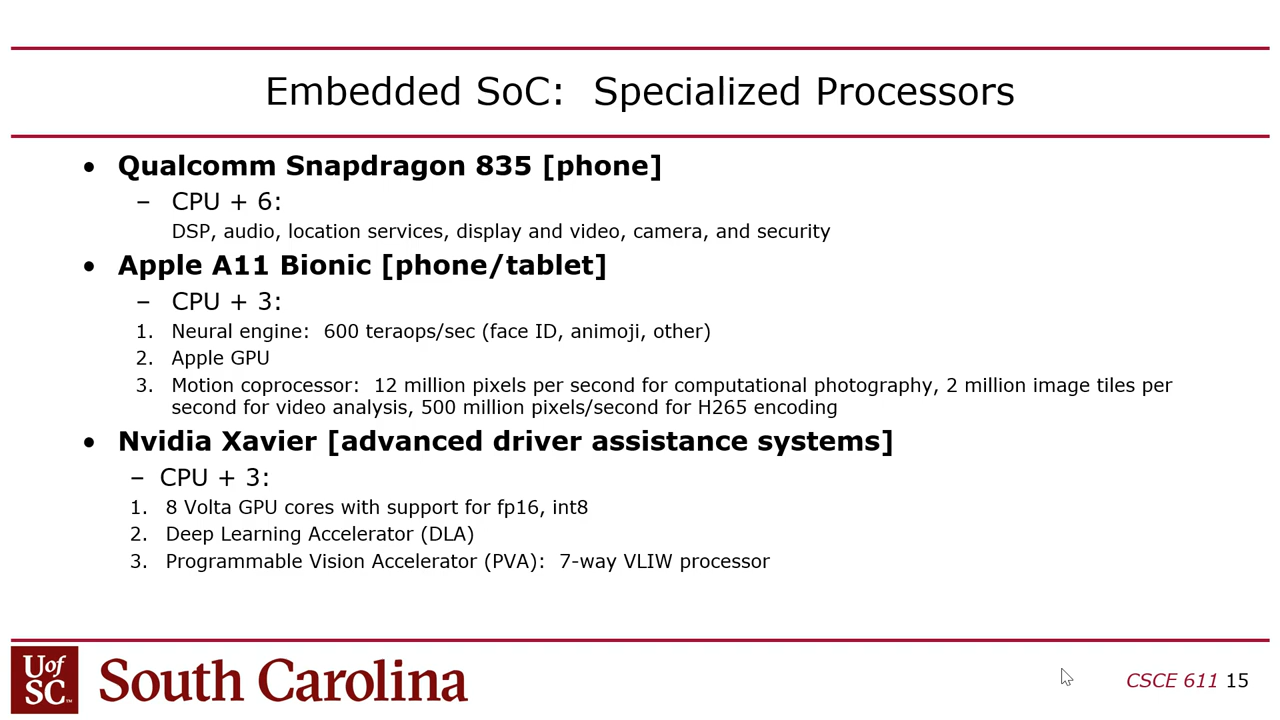 Embedded SoC: Specialized Processors
• Qualcomm Snapdragon 835 [phone]
– CPU + 6:
DSP, audio, location services, display and video, camera, and security
• Apple A11 Bionic [phone/tablet]
– CPU + 3:
1. Neural engine: 600 teraops/sec (face ID, animoji, other)
2. Apple GPU
3. Motion coprocessor: 12 million pixels per second for computational photography, 2 million image tiles per
second for video analysis, 500 million pixels/second for H265 encoding
• Nvidia Xavier [advanced driver assistance systems]
– CPU + 3:
1. 8 Volta GPU cores with support for fp16, int8
2. Deep Learning Accelerator (DLA)
3. Programmable Vision Accelerator (PVA): 7-way VLIW processor
U of
SC™
South Carolina
CSCE 611 15